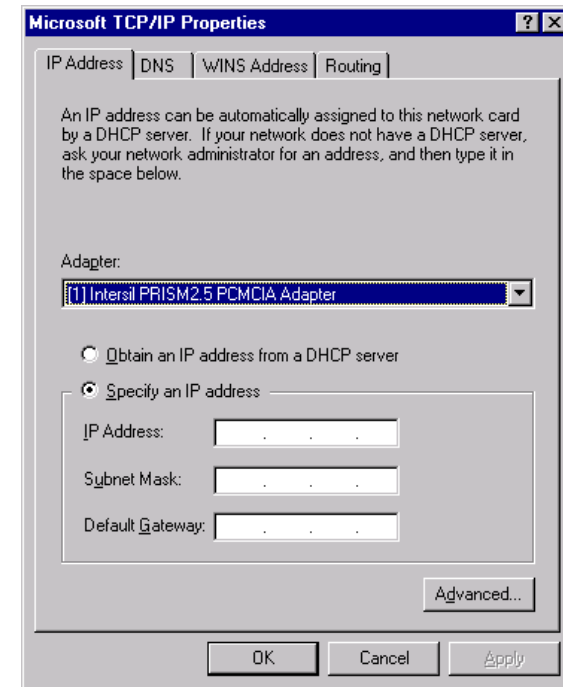 Microsoft TCP/IP Properties
IP Address DNS WINS Address Routing
An IP address can be automatically assigned to this network card
by a DHCP server. If your network does not have a DHCP server,
ask your network administrator for an address, and then type it in
the space below.
Adapter:
[1] Intersil PRISM2.5 PCMCIA Adapter
Obtain an IP address from a DHCP server
Specify an IP address
IP Address: . . .
Subnet Mask: . . .
Default Gateway: . . .
Advanced...
OK Cancel Apply